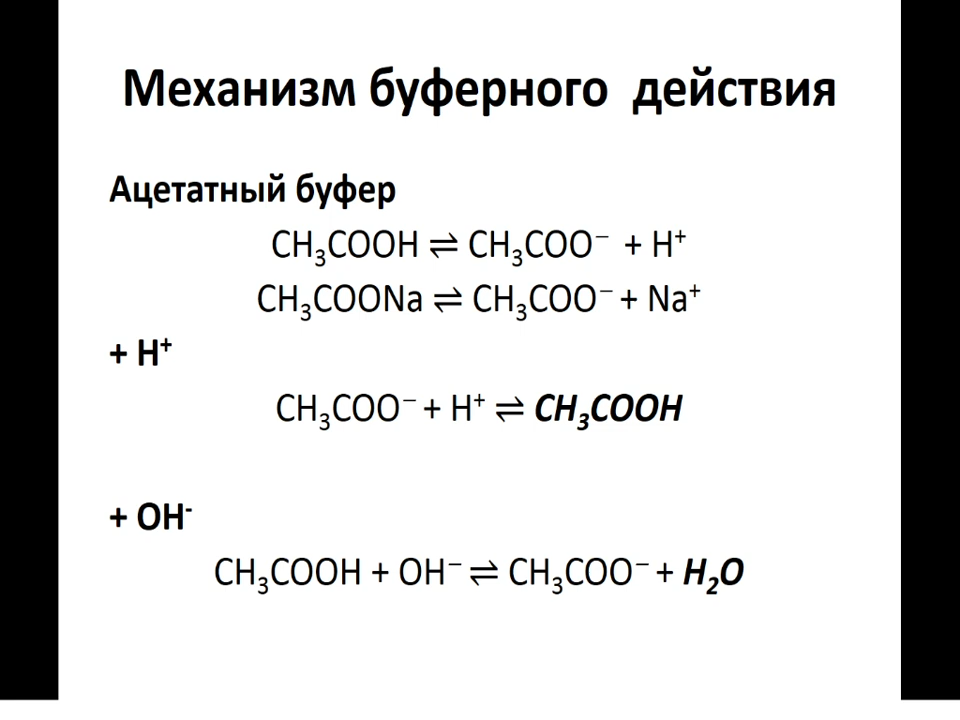 Механизм буферного действия
Ацетатный буфер
CH₃COOH ⇌ CH₃COO⁻ + H⁺
CH₃COONa ⇌ CH₃COO⁻ + Na⁺
+ H⁺
CH₃COO⁻ + H⁺ ⇌ CH₃COOH
+ OH⁻
CH₃COOH + OH⁻ ⇌ CH₃COO⁻ + H₂O